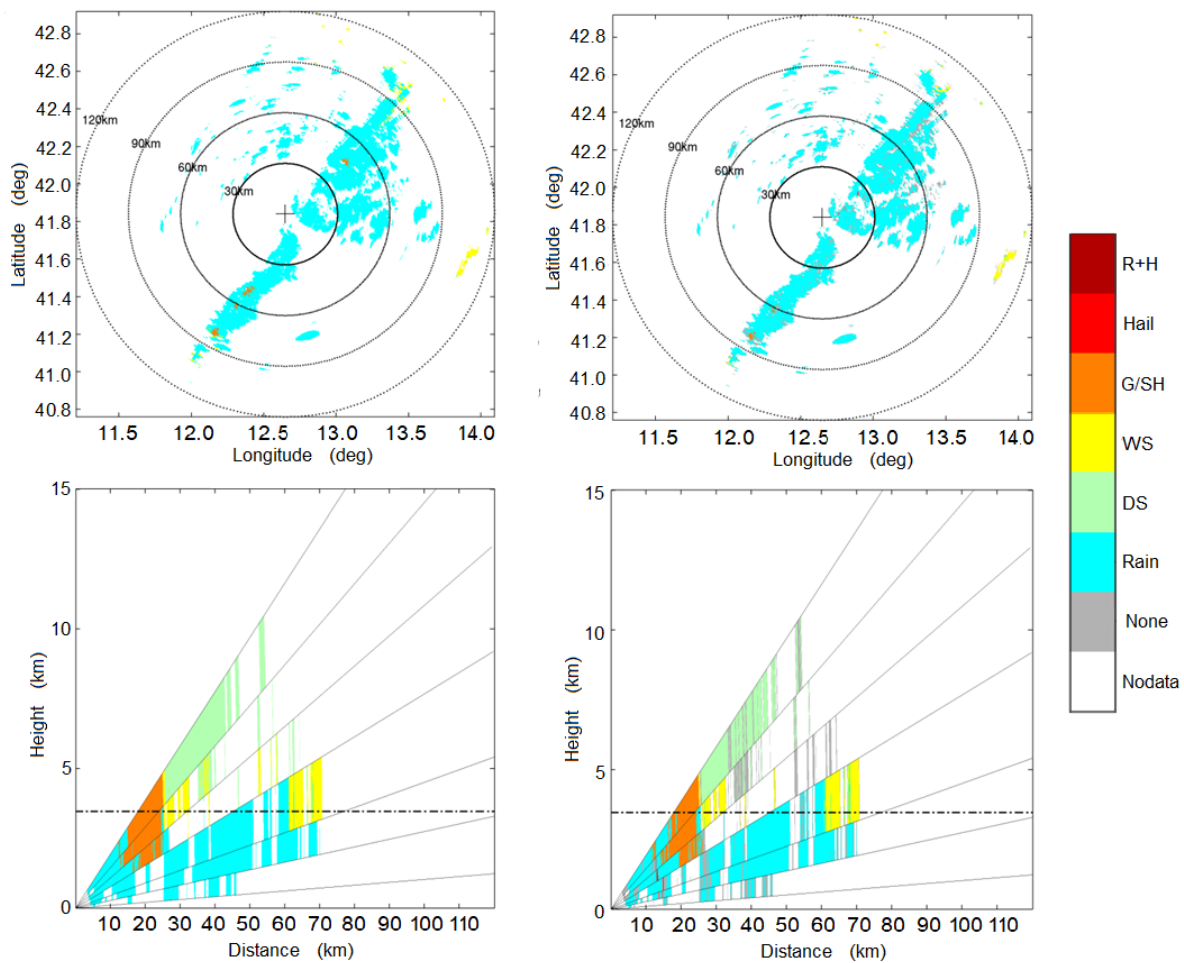 42.8
42.6
42.4
42.2
42.0
41.8
41.6
41.4
41.2
41.0
40.8
Latitude (deg)
120km
90km
60km
30km
11.5 12.0 12.5 13.0 13.5 14.0
Longitude (deg)
42.8
42.6
42.4
42.2
42.0
41.8
41.6
41.4
41.2
41.0
40.8
Latitude (deg)
120km
90km
60km
30km
11.5 12.0 12.5 13.0 13.5 14.0
Longitude (deg)
15
10
5
0
Height (km)
10 20 30 40 50 60 70 80 90 100 110
Distance (km)
15
10
5
0
Height (km)
10 20 30 40 50 60 70 80 90 100 110
Distance (km)
R+H
Hail
G/SH
WS
DS
Rain
None
Nodata